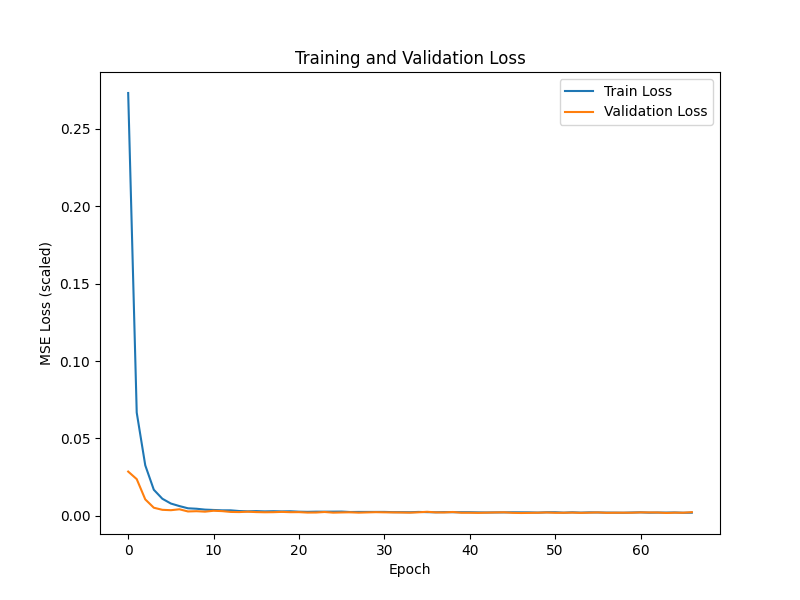 Training and Validation Loss
Train Loss
Validation Loss
MSE Loss (scaled)
0.25
0.20
0.15
0.10
0.05
0.00
0 10 20 30 40 50 60
Epoch